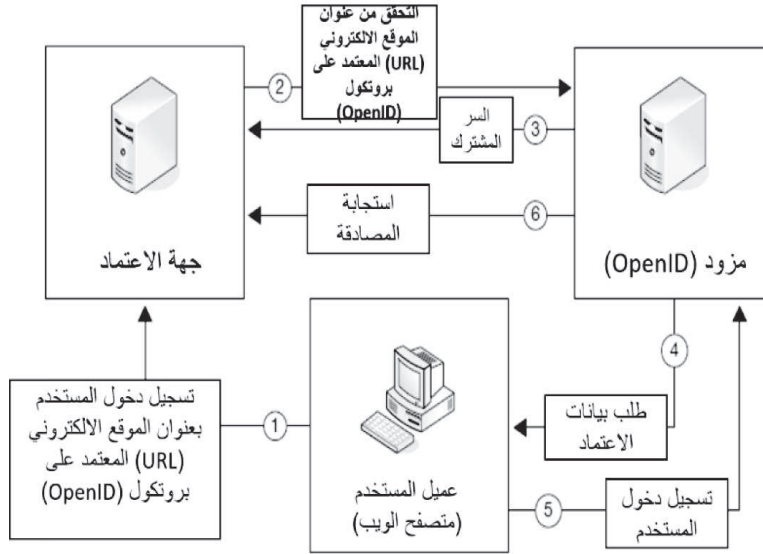 التحقق من عنوان
الموقع الالكتروني
(URL) المعتمد على
بروتكول
(OpenID)
2
السر
المشترك
3
استجابة
المصادقة
6
جهة الاعتماد
مزود (OpenID)
4
تسجيل دخول المستخدم
بعنوان الموقع الالكتروني
(URL) المعتمد على
بروتكول (OpenID)
1
طلب بيانات
الاعتماد
عميل المستخدم
(متصفح الويب)
5
تسجيل دخول
المستخدم